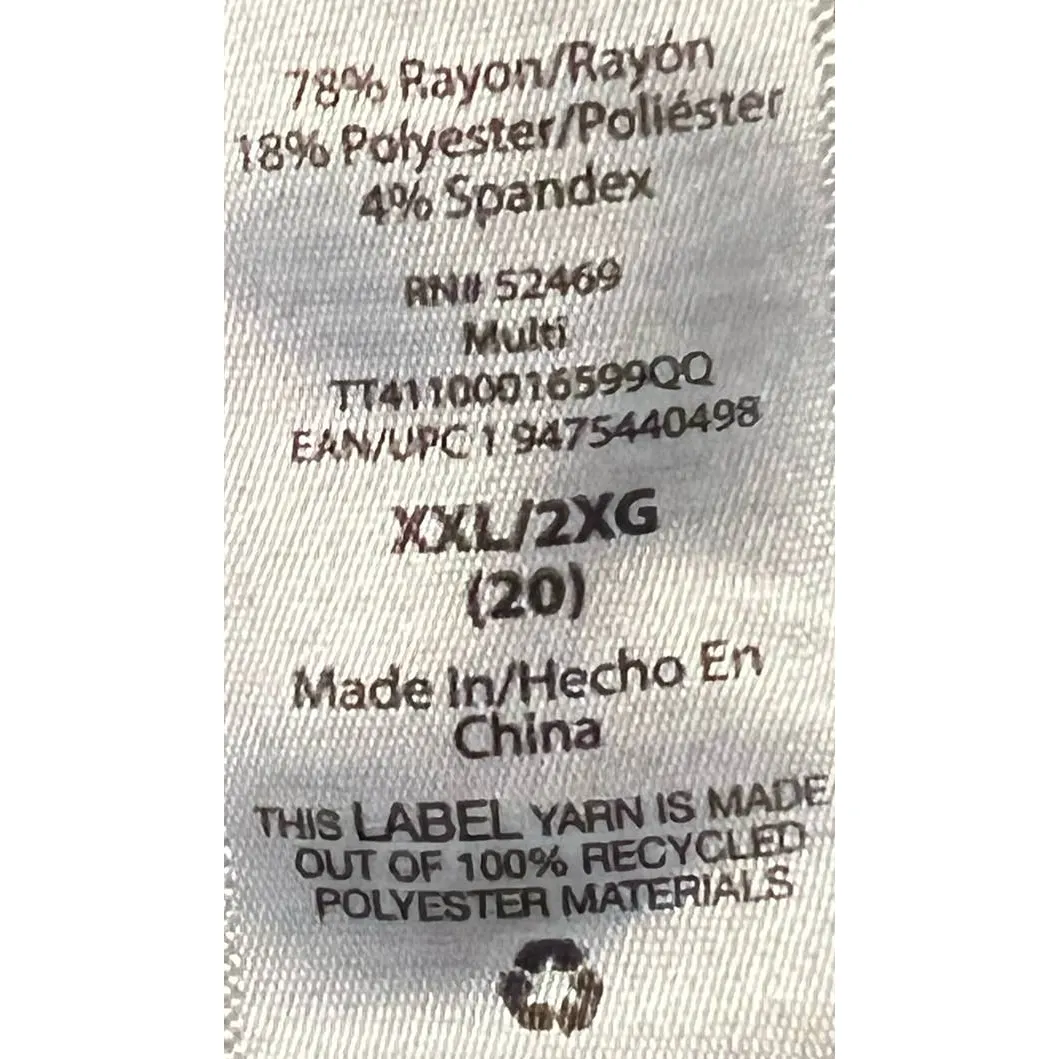 78% Rayon/Rayón
18% Polyester/Poliéster
4% Spandex
RN# 52469
Multi
TT41100016599QQ
EAN/UPC 1 9475440498
XXL/2XG
(20)
Made In/Hecho En
China
THIS LABEL YARN IS MADE
OUT OF 100% RECYCLED
POLYESTER MATERIALS